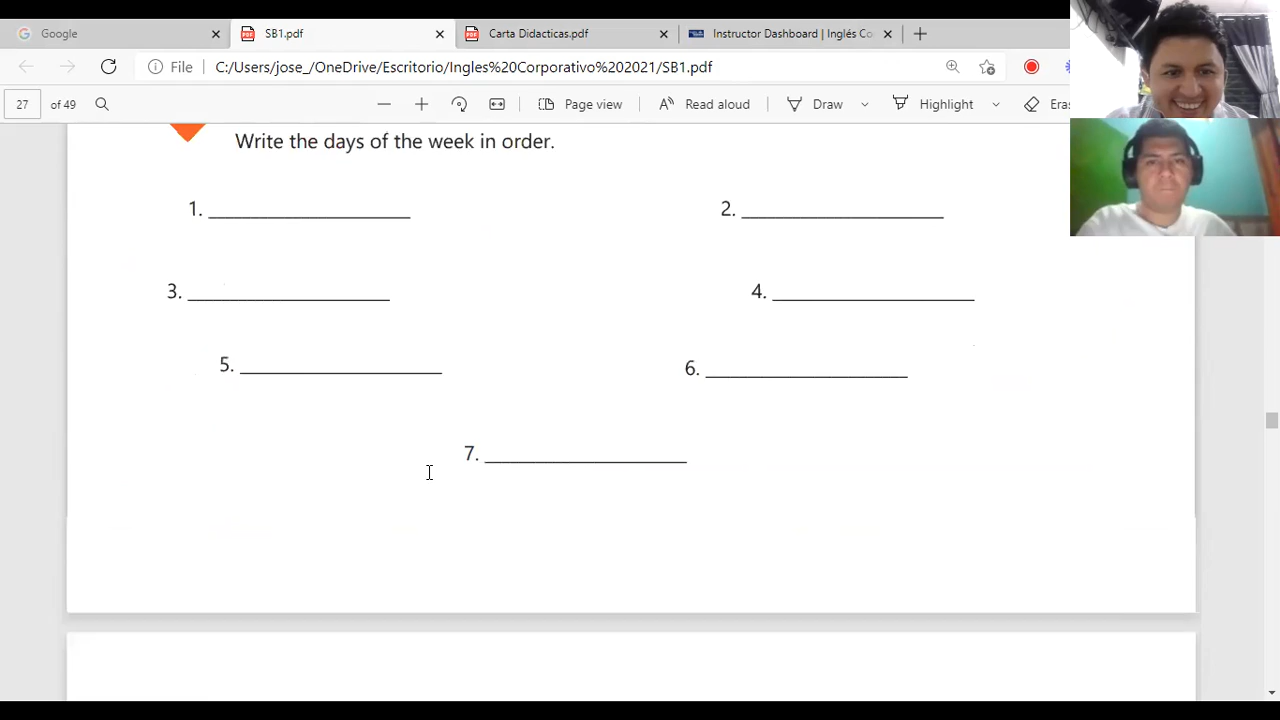 Google
SB1.pdf
Carta Didacticas.pdf
Instructor Dashboard | Inglés Co
File
C:/Users/jose_/OneDrive/Escritorio/Ingles%20Corporativo%202021/SB1.pdf
27 of 49
Page view
Read aloud
Draw
Highlight
Eras
Write the days of the week in order.
1. ____________________
2. ____________________
3. ____________________
4. ____________________
5. ____________________
6. ____________________
7. ____________________